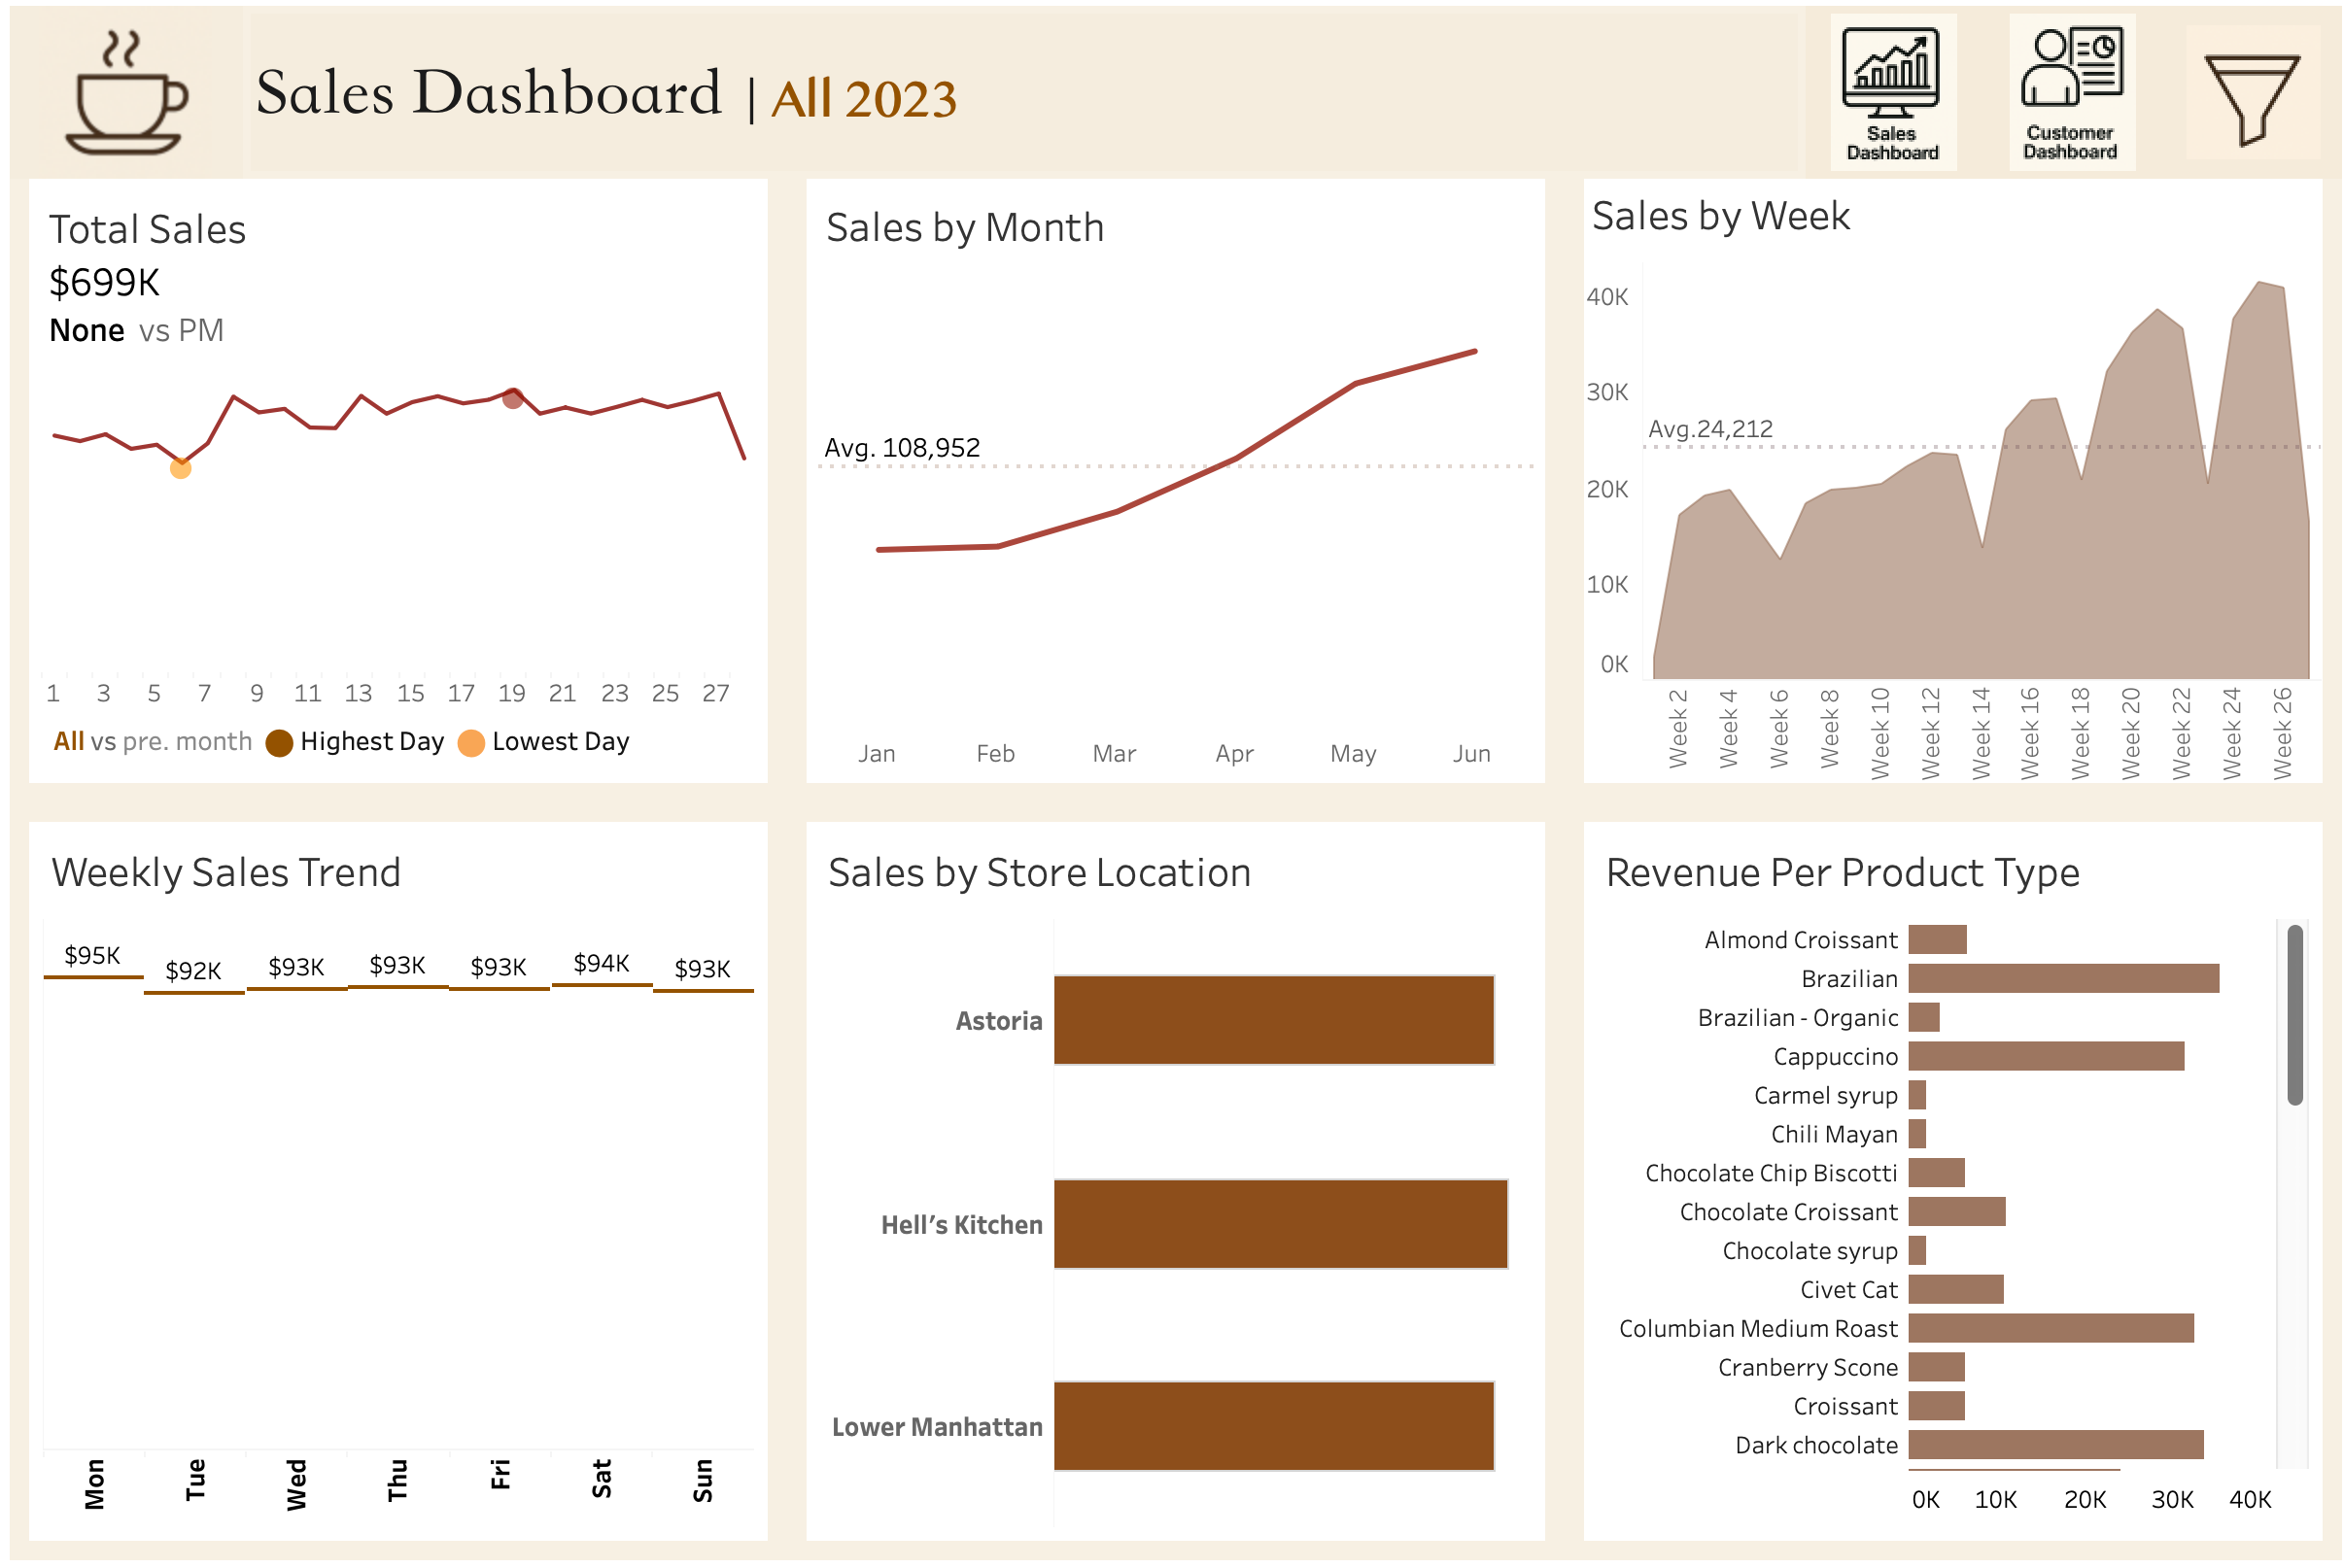 Sales Dashboard | All 2023
Sales
Dashboard
Customer
Dashboard
Total Sales
$699K
None vs PM
1 3 5 7 9 11 13 15 17 19 21 23 25 27
All vs pre. month Highest Day Lowest Day
Sales by Month
Avg. 108,952
Jan Feb Mar Apr May Jun
Sales by Week
40K
30K
Avg.24,212
20K
10K
0K
Week 2
Week 4
Week 6
Week 8
Week 10
Week 12
Week 14
Week 16
Week 18
Week 20
Week 22
Week 24
Week 26
Weekly Sales Trend
$95K $92K $93K $93K $93K $94K $93K
Mon
Tue
Wed
Thu
Fri
Sat
Sun
Sales by Store Location
Astoria
Hell’s Kitchen
Lower Manhattan
Revenue Per Product Type
Almond Croissant
Brazilian
Brazilian - Organic
Cappuccino
Carmel syrup
Chili Mayan
Chocolate Chip Biscotti
Chocolate Croissant
Chocolate syrup
Civet Cat
Columbian Medium Roast
Cranberry Scone
Croissant
Dark chocolate
0K 10K 20K 30K 40K